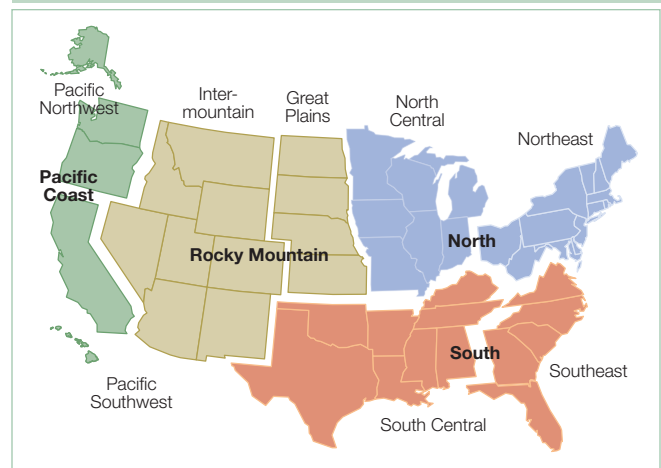 Pacific
Northwest
Inter-
mountain
Great
Plains
North
Central
Northeast
Pacific
Coast
Rocky Mountain
North
South
Pacific
Southwest
South Central
Southeast